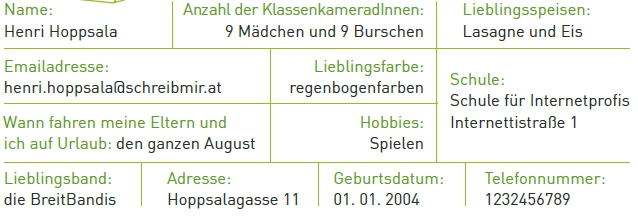 Name:
Henri Hoppsala
Anzahl der KlassenkameradInnen:
9 Mädchen und 9 Burschen
Lieblingsspeisen:
Lasagne und Eis
Emailadresse:
henri.hoppsala@schreibmir.at
Lieblingsfarbe:
regenbogenfarben
Schule:
Schule für Internetprofis
Internettistraße 1
Wann fahren meine Eltern und
ich auf Urlaub: den ganzen August
Hobbies:
Spielen
Lieblingsband:
die BreitBandis
Adresse:
Hoppsalagasse 11
Geburtsdatum:
01. 01. 2004
Telefonnummer:
1232456789